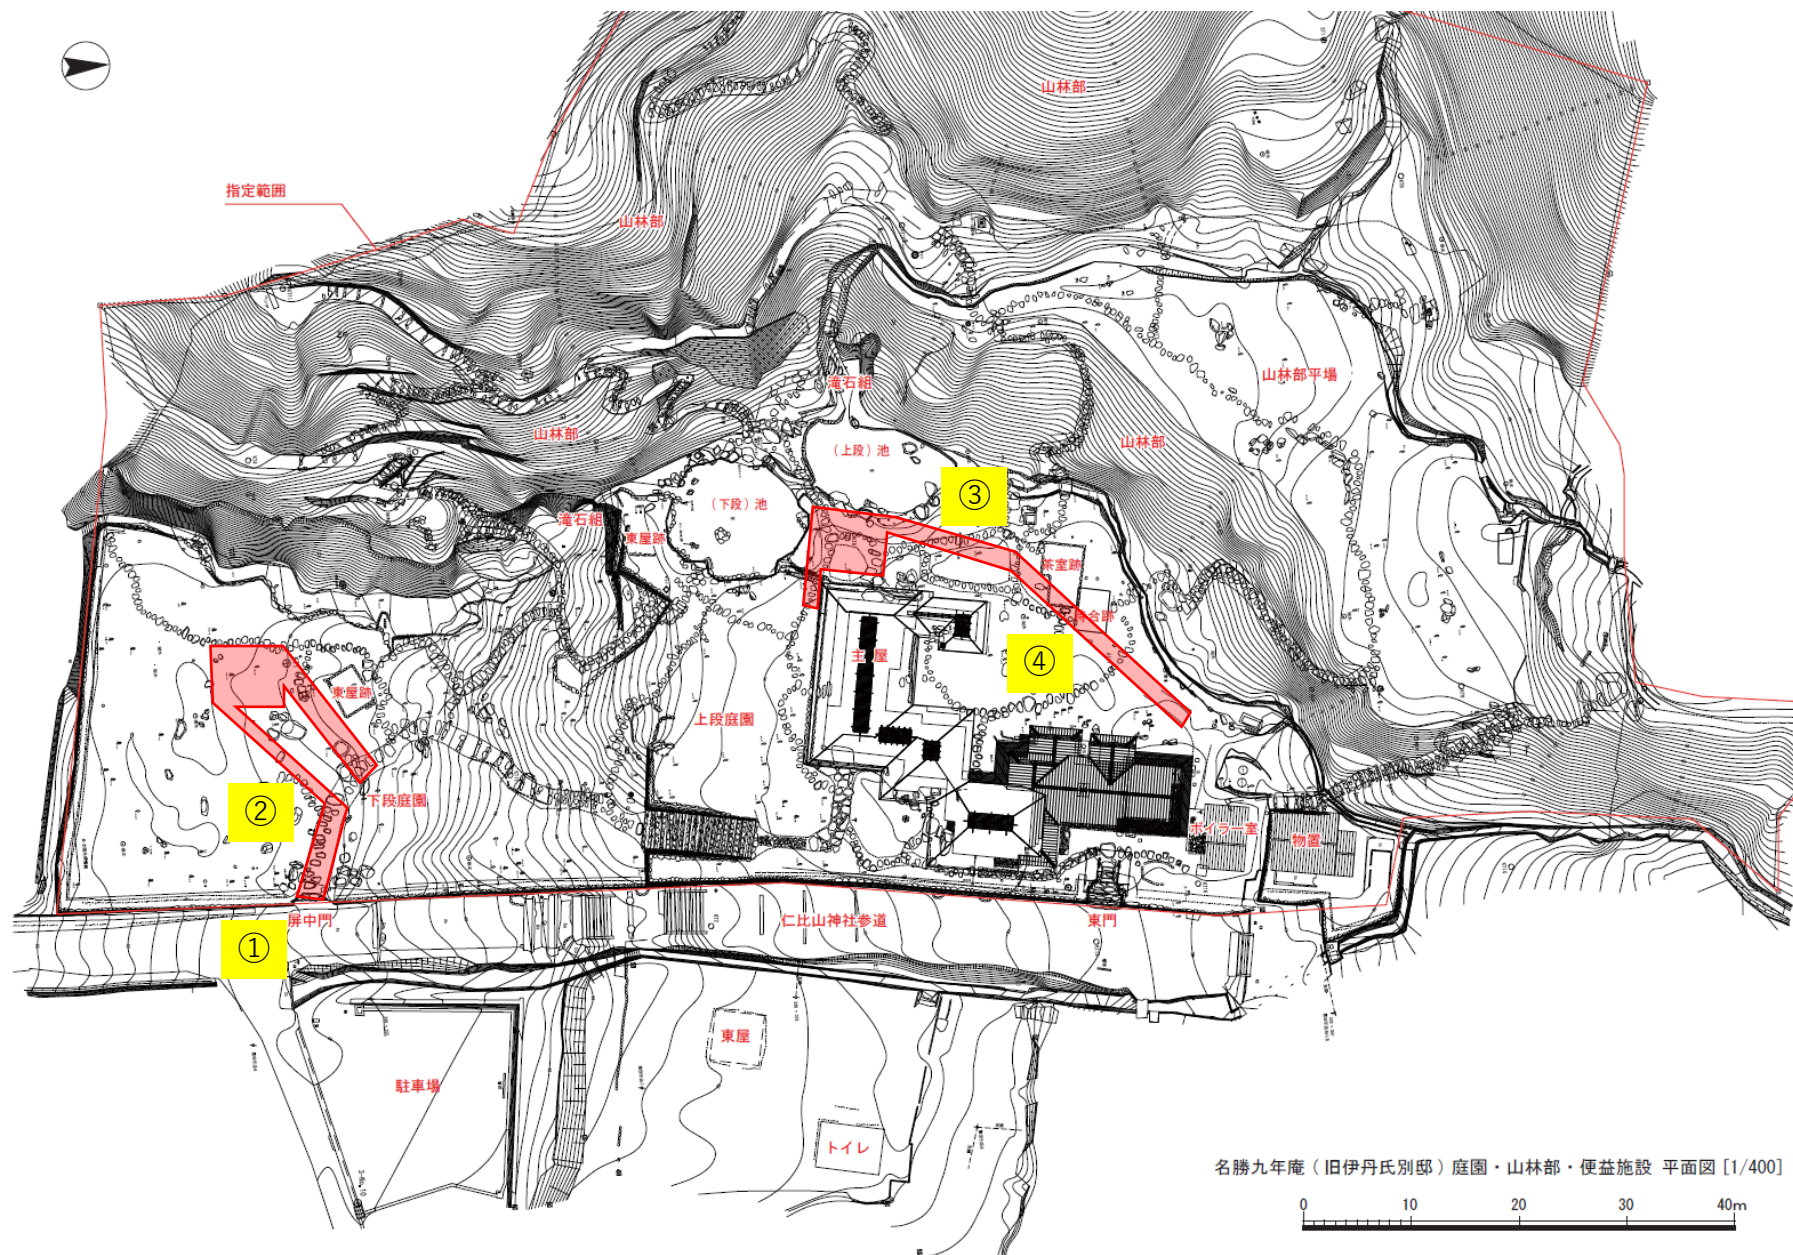 山林部
指定範囲
山林部
山林部平場
滝石組
山林部
山林部
(上段)池
③
(下段)池
滝石組
東屋跡
茶室跡
待合跡
主屋
④
東屋跡
上段庭園
②
下段庭園
ボイラー室
物置
屏中門
仁比山神社参道
東門
①
東屋
駐車場
トイレ
名勝九年庵(旧伊丹氏別邸)庭園・山林部・便益施設 平面図 [1/400]
0 10 20 30 40m